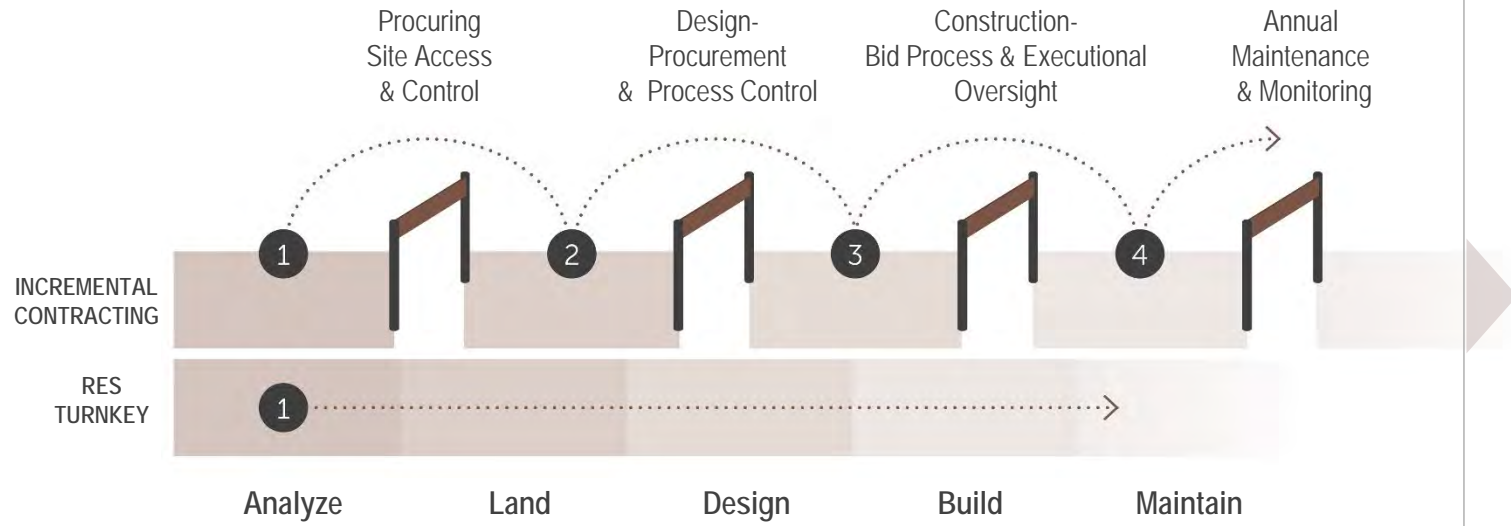 Procuring
Site Access
& Control
Design-
Procurement
& Process Control
Construction-
Bid Process & Executional
Oversight
Annual
Maintenance
& Monitoring
1
2
3
4
INCREMENTAL
CONTRACTING
RES
TURNKEY
1
Analyze
Land
Design
Build
Maintain